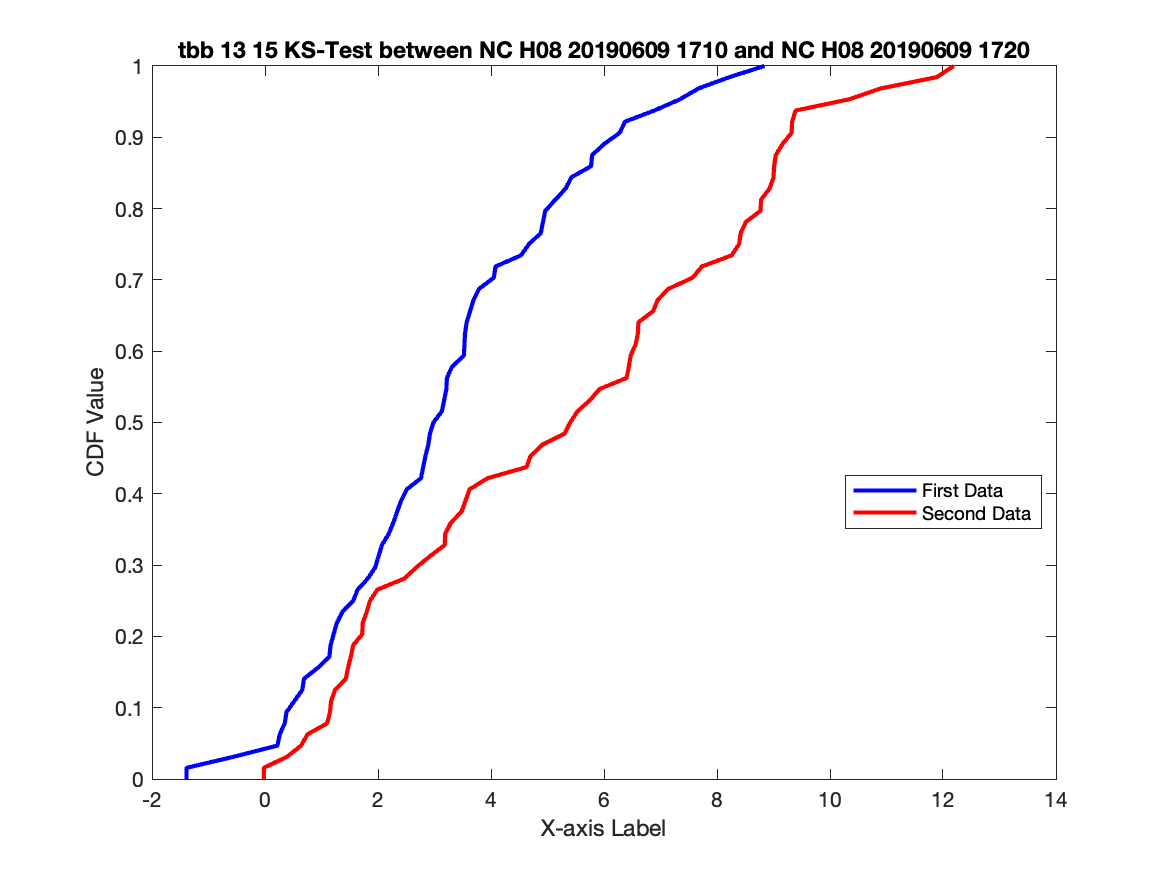 tbb 13 15 KS-Test between NC H08 20190609 1710 and NC H08 20190609 1720
1
0.9
0.8
0.7
0.6
0.5
0.4
0.3
0.2
0.1
0
CDF Value
First Data
Second Data
-2 0 2 4 6 8 10 12 14
X-axis Label